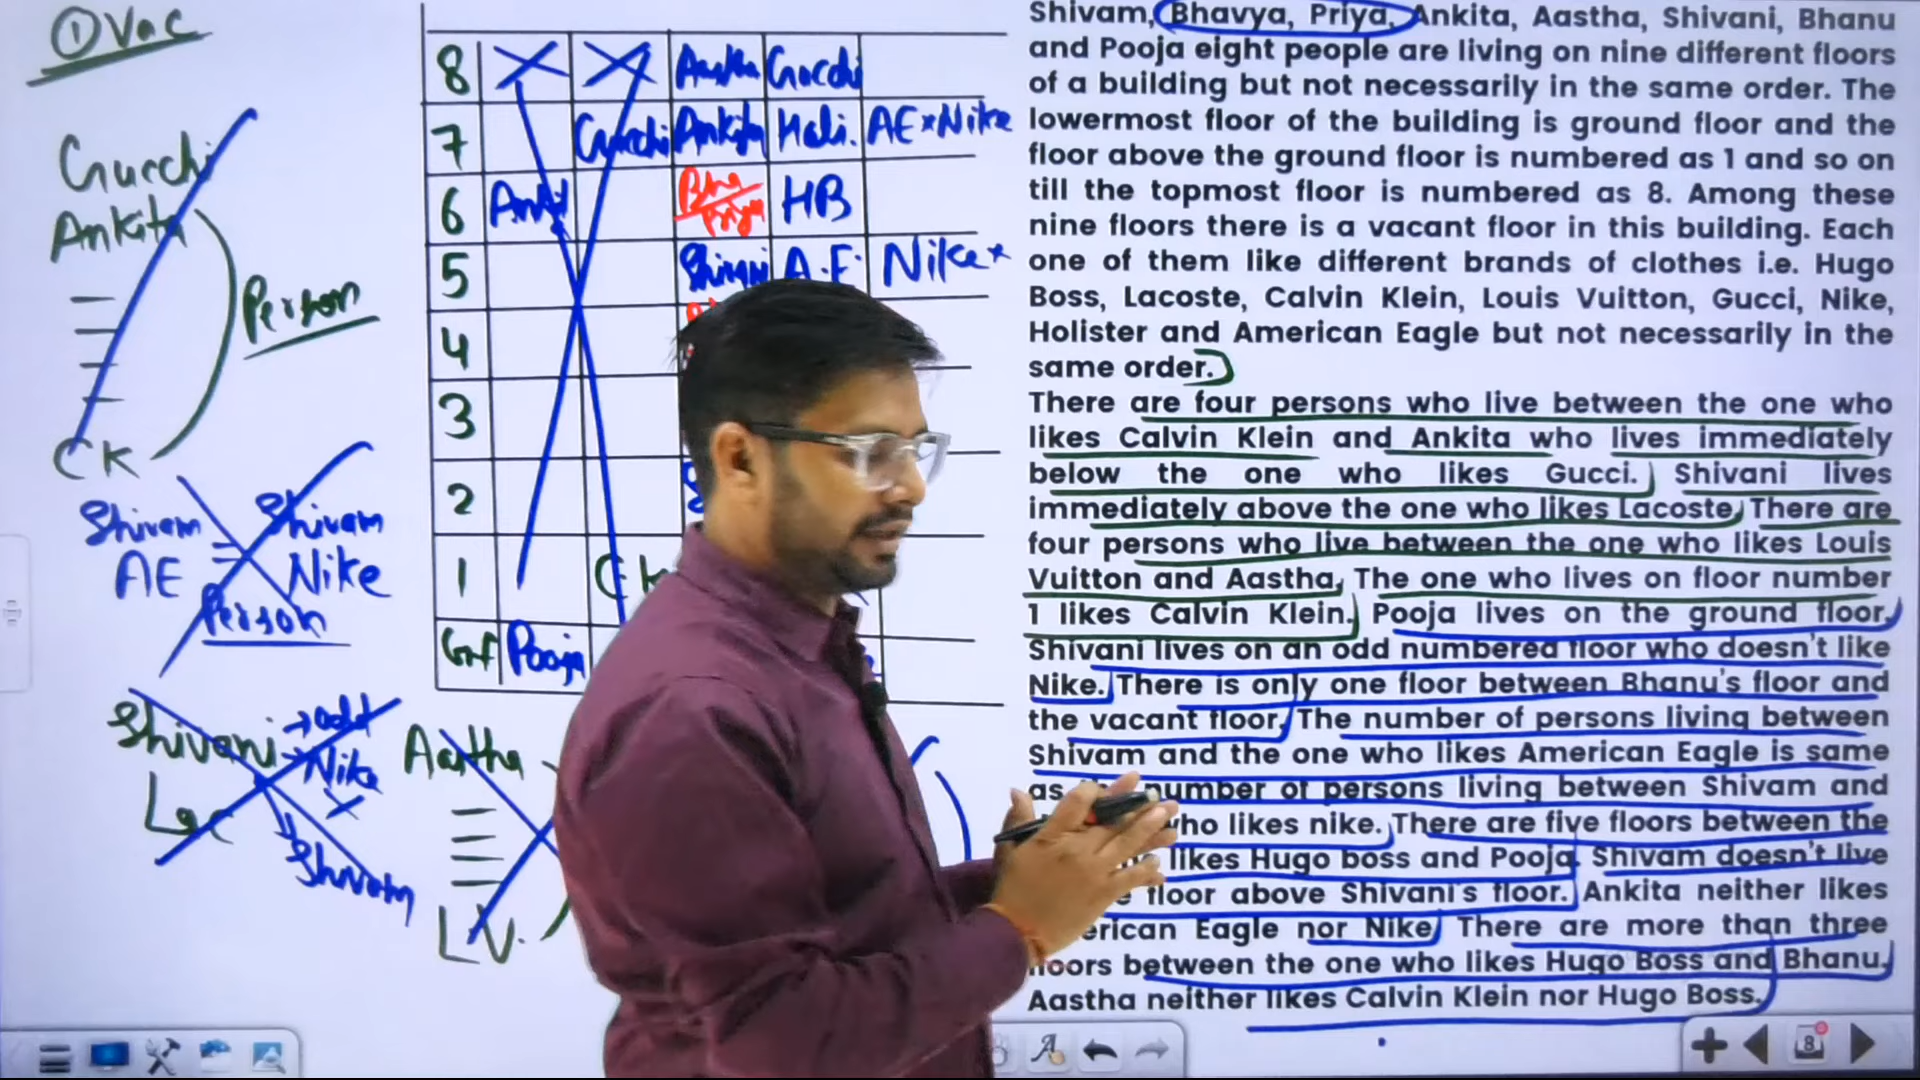 ① Vac
Gucchi
Ankita
Person
CK
Shivam Shivam
AE Nike
Person
Shivani → odd
Nike
Lac
Shivam
Aastha
L.V.
8 Aastha Gucchi
7 Gucchi Ankita Holi. AE× Nike
6 Ankit Bha Priya HB
5 Shivani A.E. Nike×
4
3
2
1 CK
Grf Pooja
Shivam, Bhavya, Priya, Ankita, Aastha, Shivani, Bhanu
and Pooja eight people are living on nine different floors
of a building but not necessarily in the same order. The
lowermost floor of the building is ground floor and the
floor above the ground floor is numbered as 1 and so on
till the topmost floor is numbered as 8. Among these
nine floors there is a vacant floor in this building. Each
one of them like different brands of clothes i.e. Hugo
Boss, Lacoste, Calvin Klein, Louis Vuitton, Gucci, Nike,
Holister and American Eagle but not necessarily in the
same order.
There are four persons who live between the one who
likes Calvin Klein and Ankita who lives immediately
below the one who likes Gucci. Shivani lives
immediately above the one who likes Lacoste. There are
four persons who live between the one who likes Louis
Vuitton and Aastha. The one who lives on floor number
1 likes Calvin Klein. Pooja lives on the ground floor.
Shivani lives on an odd numbered floor who doesn't like
Nike. There is only one floor between Bhanu's floor and
the vacant floor. The number of persons living between
Shivam and the one who likes American Eagle is same
as number of persons living between Shivam and
who likes nike. There are five floors between the
likes Hugo boss and Pooja. Shivam doesn't live
floor above Shivani's floor. Ankita neither likes
Eagle nor Nike. There are more than three
floors between the one who likes Hugo Boss and Bhanu.
Aastha neither likes Calvin Klein nor Hugo Boss.
8